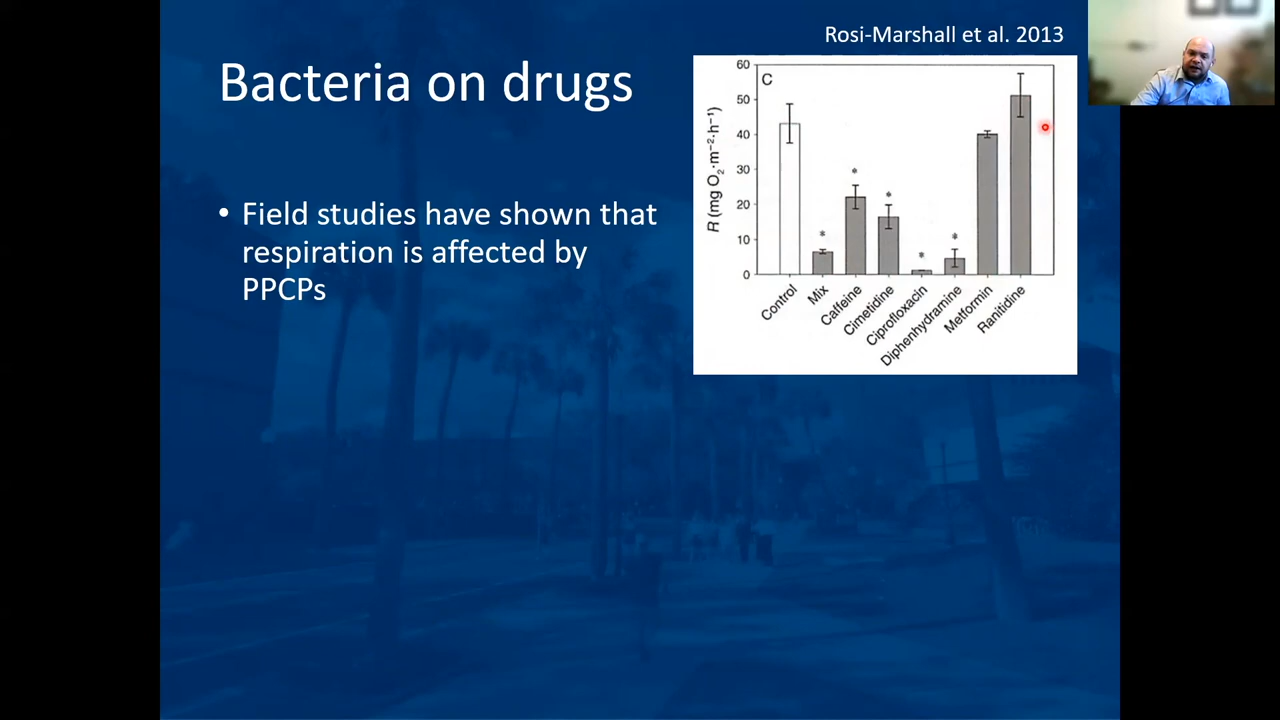 Rosi-Marshall et al. 2013
Bacteria on drugs
• Field studies have shown that
respiration is affected by
PPCPs
C
R (mg O₂·m⁻²·h⁻¹)
60
50
40
30
20
10
0
* * * * *
Control
Mix
Caffeine
Cimetidine
Ciprofloxacin
Diphenhydramine
Metformin
Ranitidine